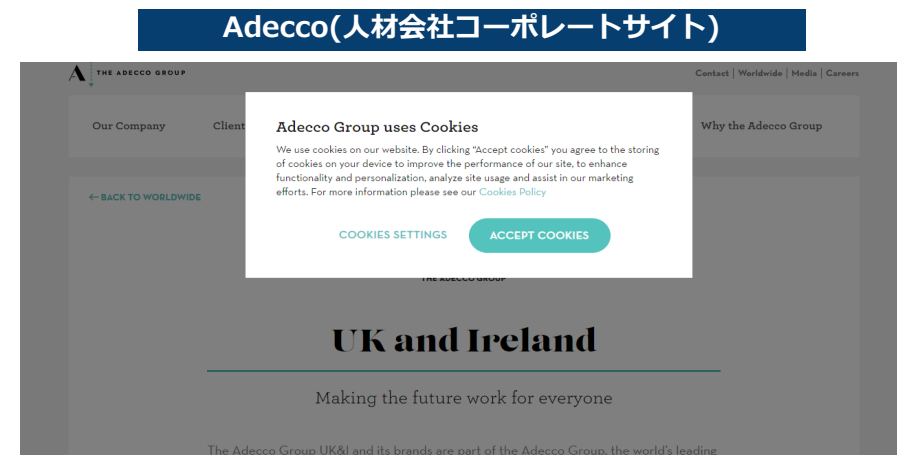 Adecco(人材会社コーポレートサイト)
THE ADECCO GROUP
Contact | Worldwide | Media | Careers
Our Company Client Why the Adecco Group
Adecco Group uses Cookies
We use cookies on our website. By clicking “Accept cookies” you agree to the storing
of cookies on your device to improve the performance of our site, to enhance
functionality and personalization, analyze site usage and assist in our marketing
efforts. For more information please see our Cookies Policy
← BACK TO WORLDWIDE
COOKIES SETTINGS ACCEPT COOKIES
THE ADECCO GROUP
UK and Ireland
Making the future work for everyone
The Adecco Group UK&I and its brands are part of the Adecco Group, the world's leading